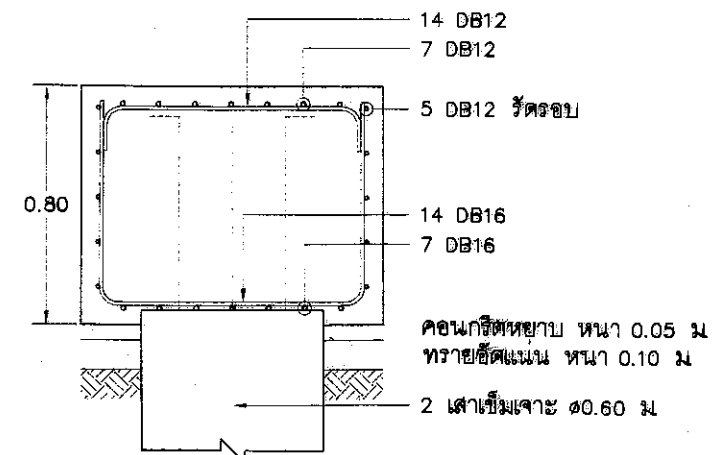 14 DB12
7 DB12
5 DB12 รัดรอบ
0.80
14 DB16
7 DB16
คอนกรีตหยาบ หนา 0.05 ม
ทรายอัดแน่น หนา 0.10 ม
2 เสาเข็มเจาะ ø0.60 ม.